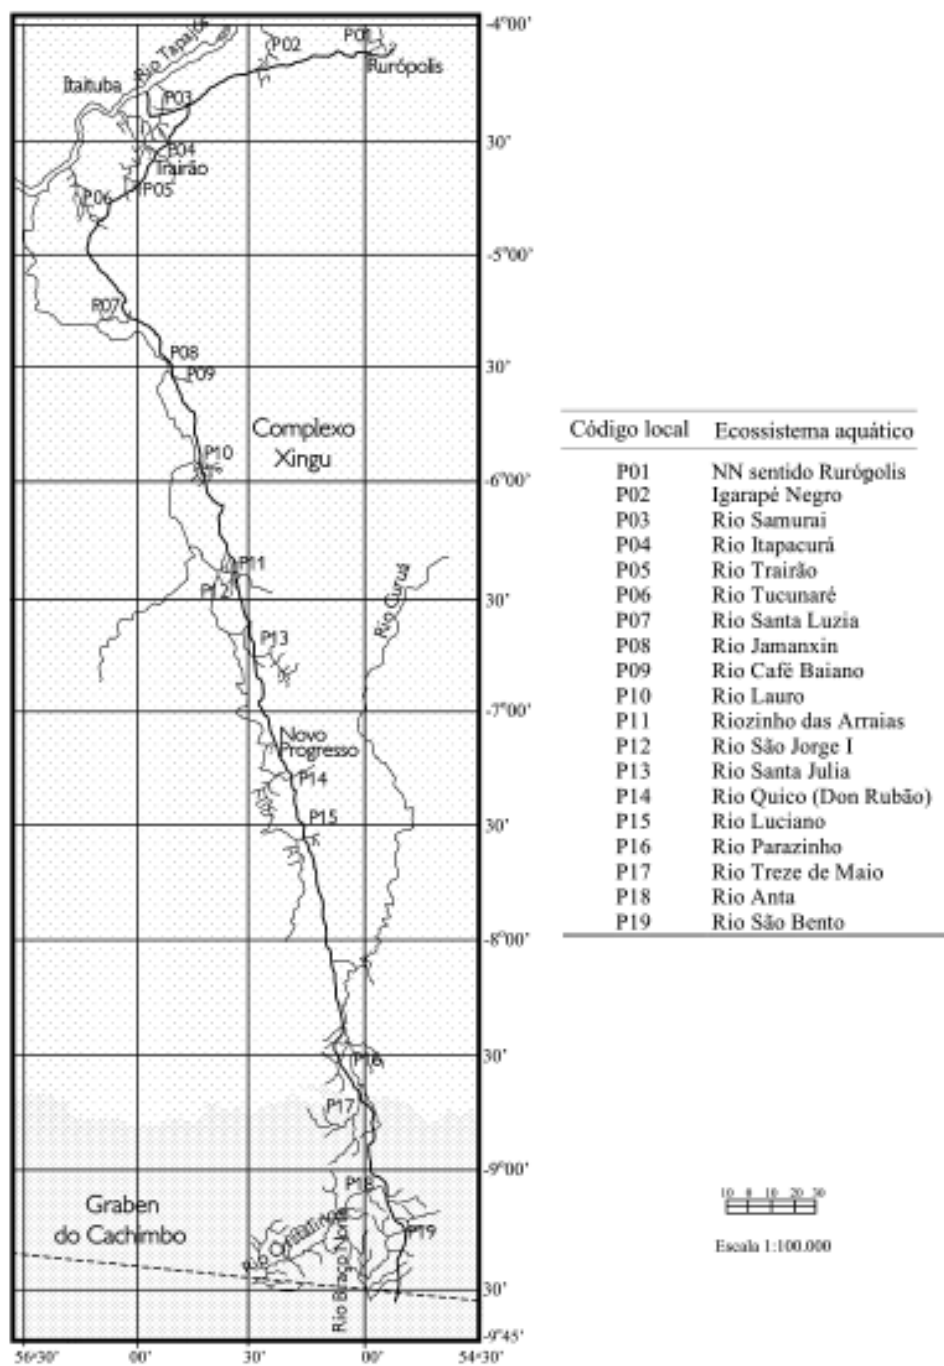 -4°00'
P01
P02
Rio Tapajós
Rurópolis
Itaituba
P03
30'
P04
Trairão
P05
P06
-5°00'
P07
P08
30'
P09
Complexo
Xingu
P10
-6°00'
P11
P12
Rio Curuá
30'
P13
-7°00'
Novo
Progresso
P14
P15
30'
-8°00'
P16
30'
P17
-9°00'
P18
Graben
do Cachimbo
P19
Rio Braço Norte
30'
-9°45'
56°30' 00' 30' 00' 54°30'
Código local Ecossistema aquático
P01 NN sentido Rurópolis
P02 Igarapé Negro
P03 Rio Samurai
P04 Rio Itapacurá
P05 Rio Trairão
P06 Rio Tucunaré
P07 Rio Santa Luzia
P08 Rio Jamanxin
P09 Rio Café Baiano
P10 Rio Lauro
P11 Riozinho das Arraias
P12 Rio São Jorge I
P13 Rio Santa Julia
P14 Rio Quico (Don Rubão)
P15 Rio Luciano
P16 Rio Parazinho
P17 Rio Treze de Maio
P18 Rio Anta
P19 Rio São Bento
10 0 10 20 30
Escala 1:100.000